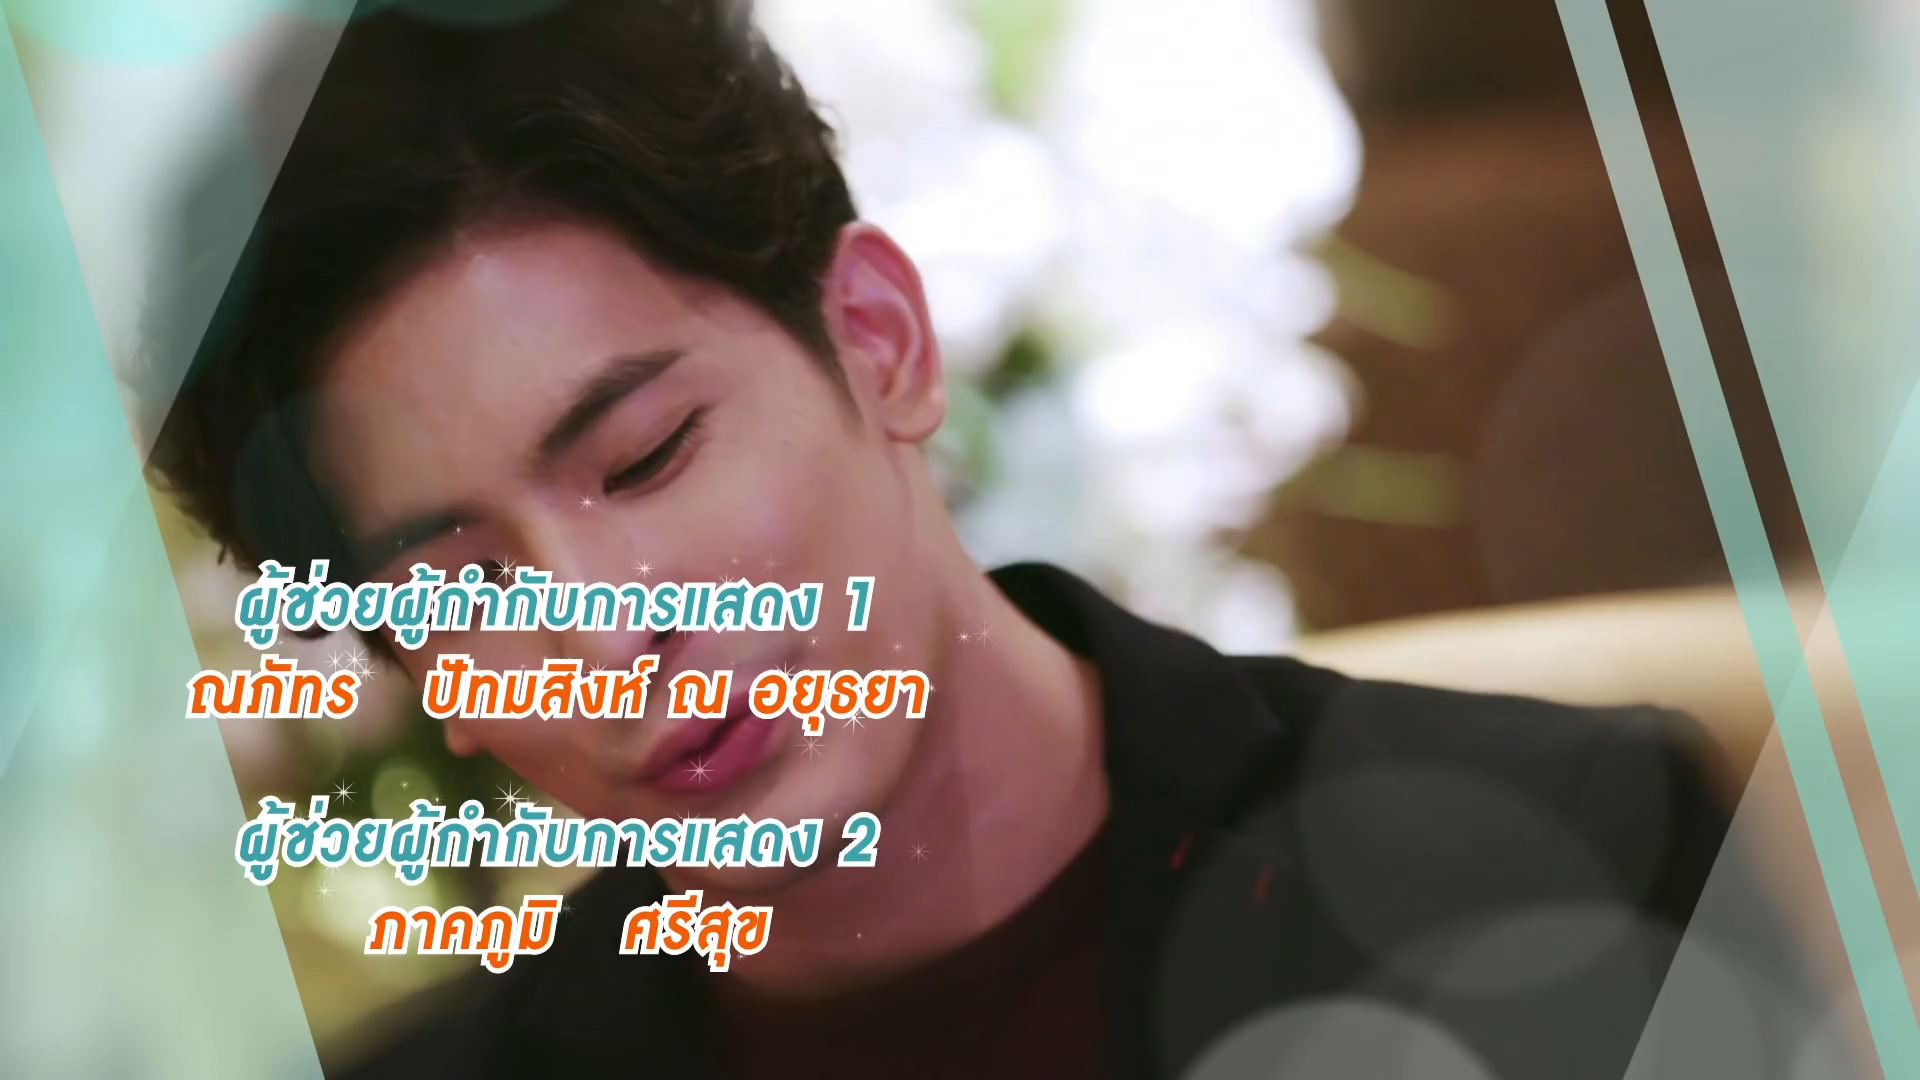 ผู้ช่วยผู้กำกับการแสดง 1
ณภัทร ปัทมสิงห์ ณ อยุธยา
ผู้ช่วยผู้กำกับการแสดง 2
ภาคภูมิ ศรีสุข